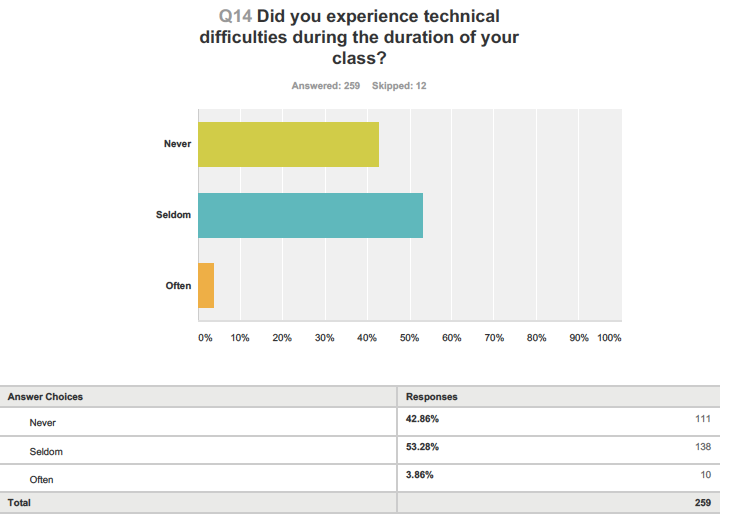 Q14 Did you experience technical
difficulties during the duration of your
class?
Answered: 259 Skipped: 12
Never
Seldom
Often
0% 10% 20% 30% 40% 50% 60% 70% 80% 90% 100%
Answer Choices Responses
Never 42.86% 111
Seldom 53.28% 138
Often 3.86% 10
Total 259